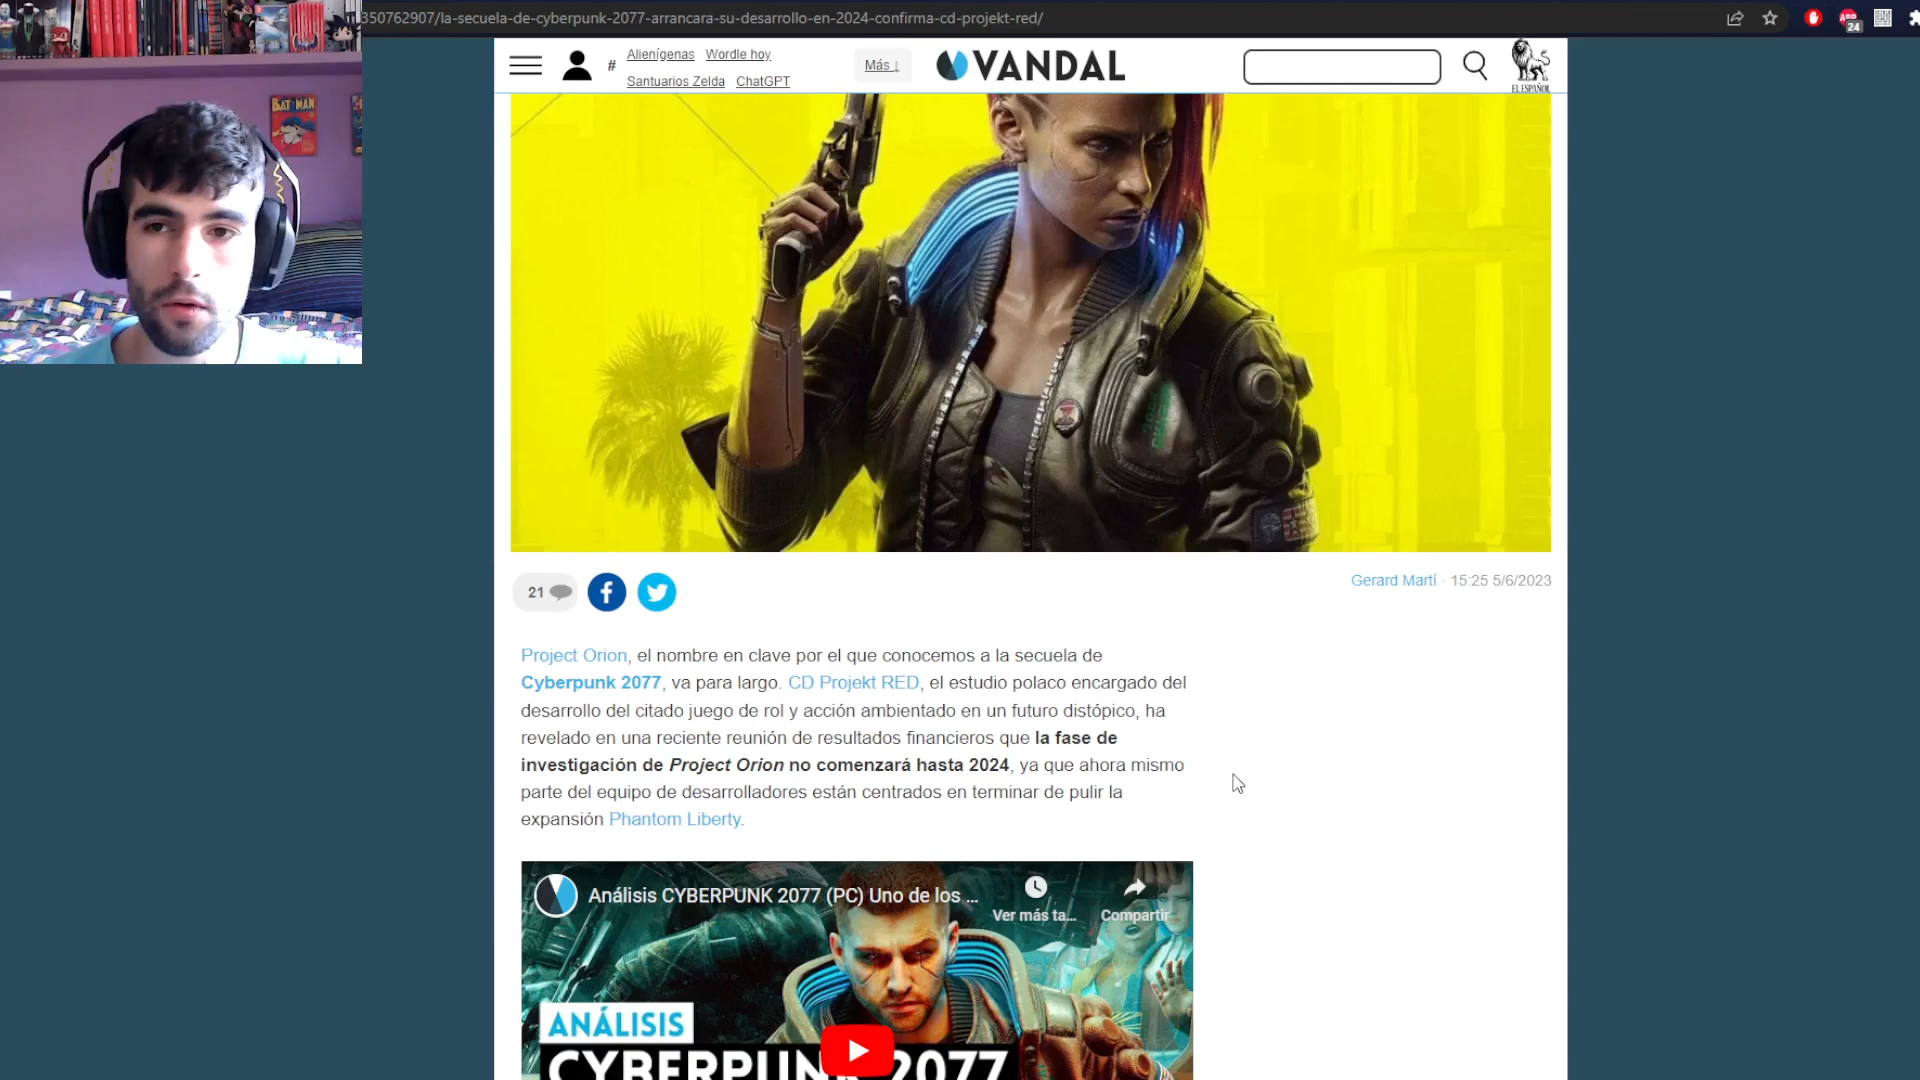 350762907/la-secuela-de-cyberpunk-2077-arrancara-su-desarrollo-en-2024-confirma-cd-projekt-red/
ABP
24
BATMAN
# Alienígenas Wordle hoy
Santuarios Zelda ChatGPT
Más ↓
VANDAL
EL ESPAÑOL
21
Gerard Martí · 15:25 5/6/2023
Project Orion, el nombre en clave por el que conocemos a la secuela de
Cyberpunk 2077, va para largo. CD Projekt RED, el estudio polaco encargado del
desarrollo del citado juego de rol y acción ambientado en un futuro distópico, ha
revelado en una reciente reunión de resultados financieros que la fase de
investigación de Project Orion no comenzará hasta 2024, ya que ahora mismo
parte del equipo de desarrolladores están centrados en terminar de pulir la
expansión Phantom Liberty.
Análisis CYBERPUNK 2077 (PC) Uno de los ...
Ver más ta...
Compartir
ANÁLISIS
CYBERPUNK 2077